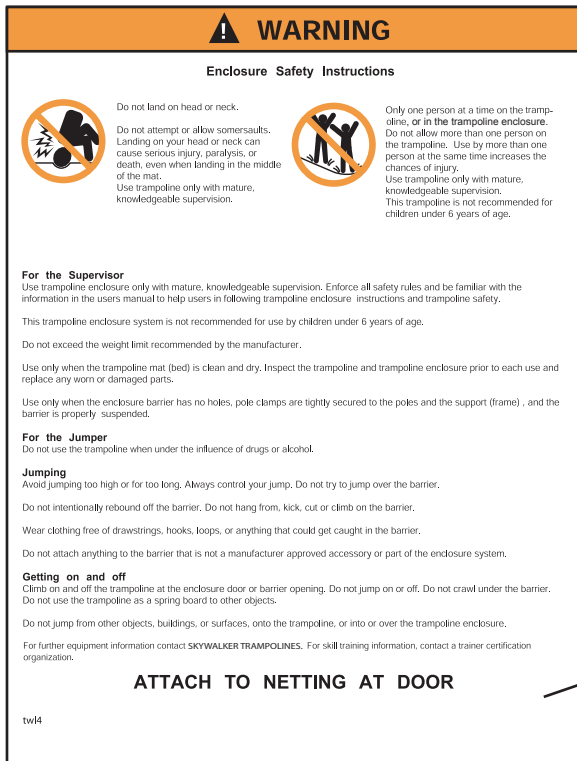 WARNING
Enclosure Safety Instructions
Do not land on head or neck.
Do not attempt or allow somersaults.
Landing on your head or neck can
cause serious injury, paralysis, or
death, even when landing in the middle
of the mat.
Use trampoline only with mature,
knowledgeable supervision.
Only one person at a time on the tramp-
oline, or in the trampoline enclosure.
Do not allow more than one person on
the trampoline. Use by more than one
person at the same time increases the
chances of injury.
Use trampoline only with mature,
knowledgeable supervision.
This trampoline is not recommended for
children under 6 years of age.
For the Supervisor
Use trampoline enclosure only with mature, knowledgeable supervision. Enforce all safety rules and be familiar with the
information in the users manual to help users in following trampoline enclosure instructions and trampoline safety.
This trampoline enclosure system is not recommended for use by children under 6 years of age.
Do not exceed the weight limit recommended by the manufacturer.
Use only when the trampoline mat (bed) is clean and dry. Inspect the trampoline and trampoline enclosure prior to each use and
replace any worn or damaged parts.
Use only when the enclosure barrier has no holes, pole clamps are tightly secured to the poles and the support (frame) , and the
barrier is properly suspended.
For the Jumper
Do not use the trampoline when under the influence of drugs or alcohol.
Jumping
Avoid jumping too high or for too long. Always control your jump. Do not try to jump over the barrier.
Do not intentionally rebound off the barrier. Do not hang from, kick, cut or climb on the barrier.
Wear clothing free of drawstrings, hooks, loops, or anything that could get caught in the barrier.
Do not attach anything to the barrier that is not a manufacturer approved accessory or part of the enclosure system.
Getting on and off
Climb on and off the trampoline at the enclosure door or barrier opening. Do not jump on or off. Do not crawl under the barrier.
Do not use the trampoline as a spring board to other objects.
Do not jump from other objects, buildings, or surfaces, onto the trampoline, or into or over the trampoline enclosure.
For further equipment information contact SKYWALKER TRAMPOLINES. For skill training information, contact a trainer certification
organization.
ATTACH TO NETTING AT DOOR
twl4